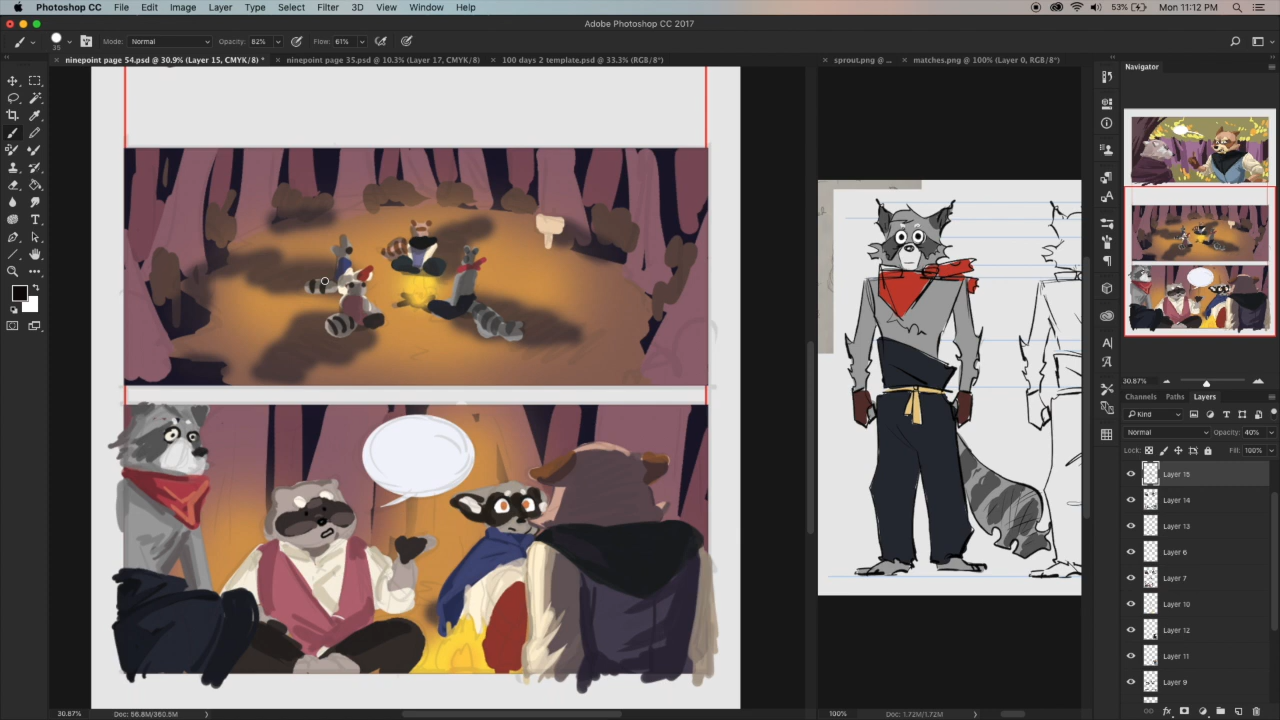 Photoshop CC File Edit Image Layer Type Select Filter 3D View Window Help 53% Mon 11:12 PM
Adobe Photoshop CC 2017
35 Mode: Normal Opacity: 82% Flow: 61%
ninepoint page 54.psd @ 30.9% (Layer 15, CMYK/8) * ninepoint page 35.psd @ 10.3% (Layer 17, CMYK/8) 100 days 2 template.psd @ 33.3% (RGB/8*) sprout.png @ ... matches.png @ 100% (Layer 0, RGB/8*)
Navigator
30.87%
Channels Paths Layers
Kind
Normal Opacity: 40%
Lock: Fill: 100%
Layer 15
Layer 14
Layer 13
Layer 6
Layer 7
Layer 10
Layer 12
Layer 11
Layer 9
30.87% Doc: 56.8M/360.5M 100% Doc: 1.72M/1.72M